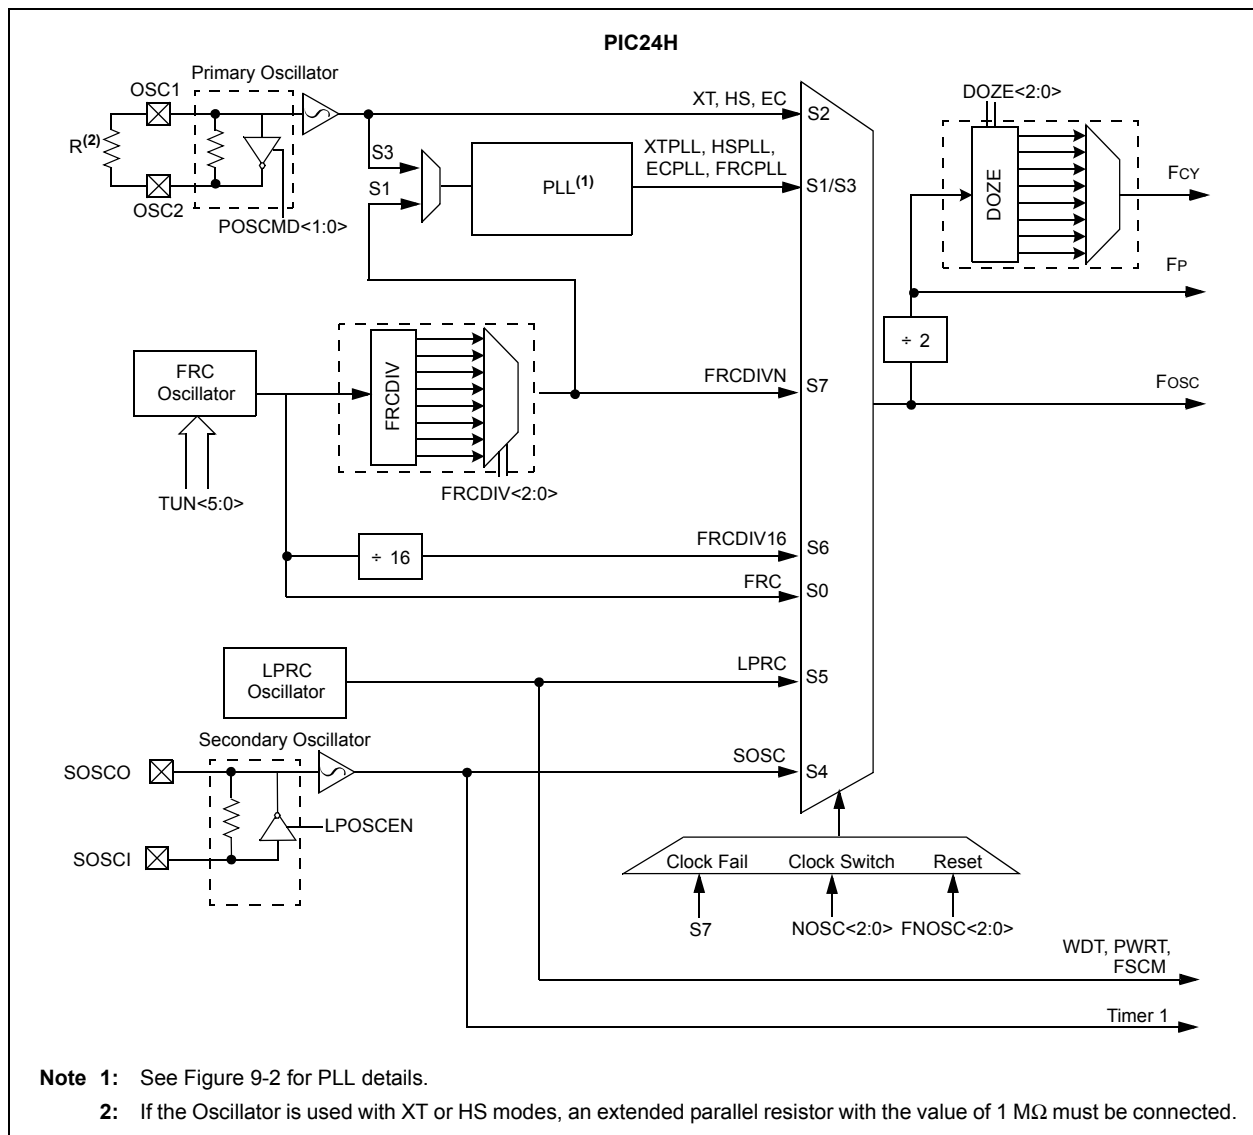 PIC24H
Primary Oscillator
OSC1
R(2)
OSC2
POSCMD<1:0>
S3
S1
PLL(1)
XT, HS, EC
XTPLL, HSPLL,
ECPLL, FRCPLL
S2
S1/S3
DOZE<2:0>
DOZE
FCY
FP
÷ 2
FOSC
FRC
Oscillator
TUN<5:0>
FRCDIV
FRCDIV<2:0>
FRCDIVN
S7
÷ 16
FRCDIV16
S6
FRC
S0
LPRC
Oscillator
LPRC
S5
Secondary Oscillator
SOSCO
SOSCI
LPOSCEN
SOSC
S4
Clock Fail
Clock Switch
Reset
S7
NOSC<2:0>
FNOSC<2:0>
WDT, PWRT,
FSCM
Timer 1
Note 1: See Figure 9-2 for PLL details.
2: If the Oscillator is used with XT or HS modes, an extended parallel resistor with the value of 1 MΩ must be connected.